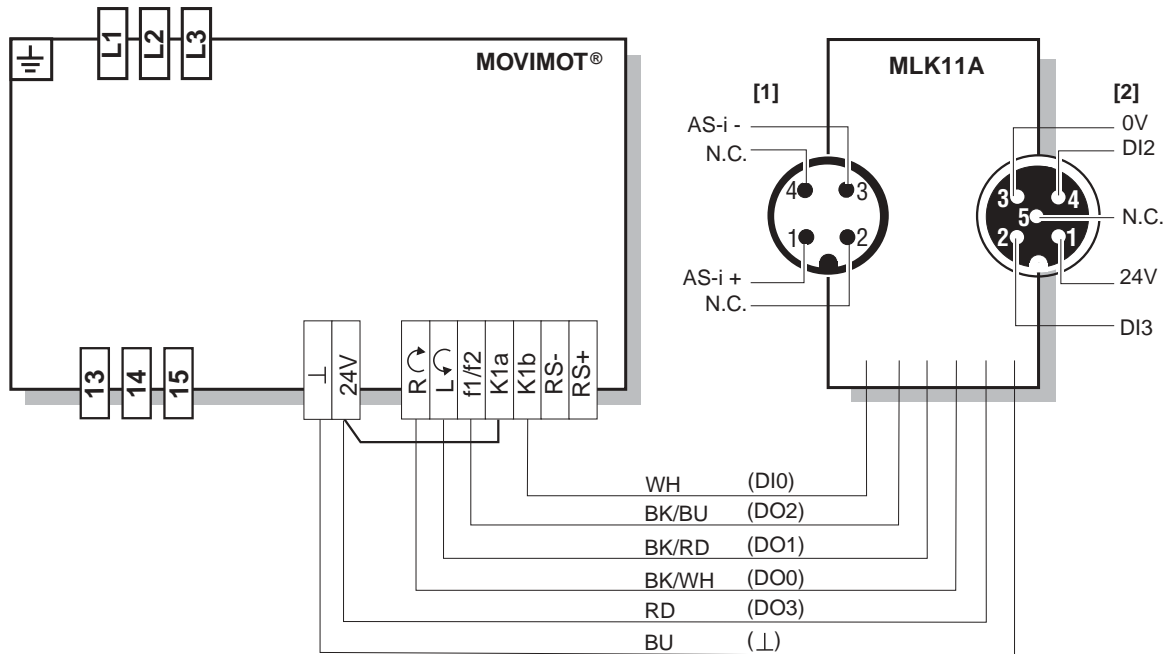 L1 L2 L3
MOVIMOT®
MLK11A
[1]
[2]
AS-i -
N.C.
0V
DI2
4 3
1 2
3 4
5
2 1
N.C.
AS-i +
N.C.
24V
DI3
13 14 15
⊥ 24V
R L f1/f2 K1a K1b RS- RS+
WH (DI0)
BK/BU (DO2)
BK/RD (DO1)
BK/WH (DO0)
RD (DO3)
BU (⊥)